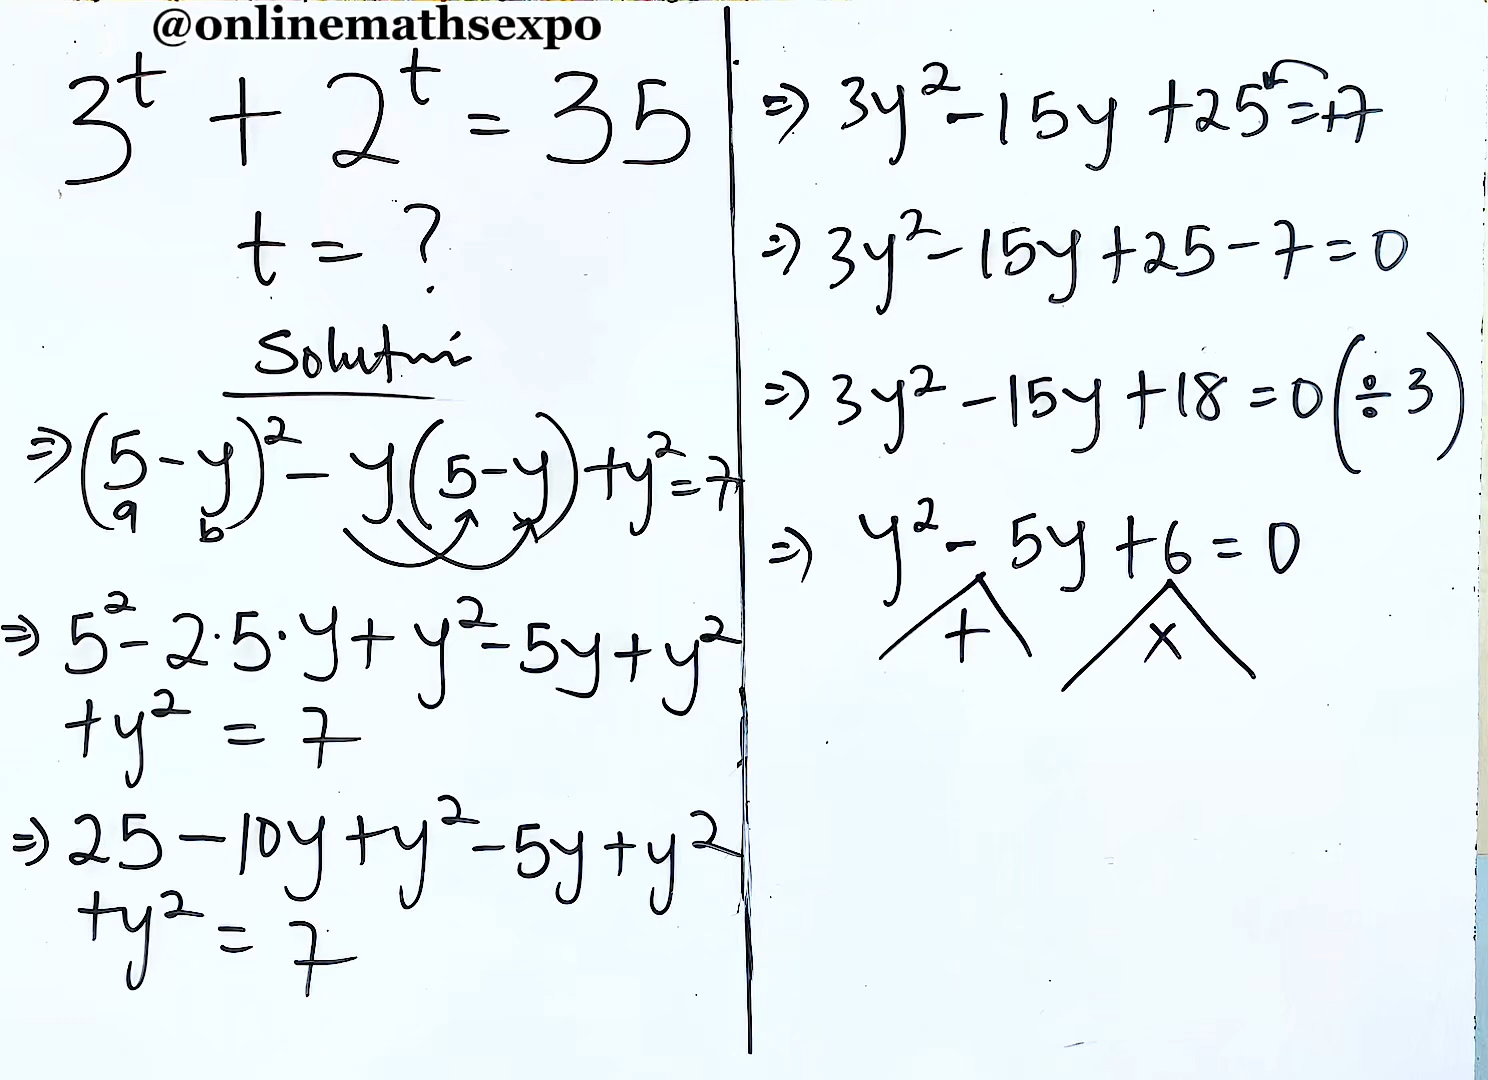 @onlinemathsexpo
3^t + 2^t = 35
t = ?
Solutni
⇒ (5-y)² - y(5-y) + y² = 7
a b
⇒ 5² - 2·5·y + y² - 5y + y²
+y² = 7
⇒ 25 - 10y + y² - 5y + y²
+y² = 7
⇒ 3y² - 15y + 25 = +7
⇒ 3y² - 15y + 25 - 7 = 0
⇒ 3y² - 15y + 18 = 0 (÷3)
⇒ y² - 5y + 6 = 0
+ x